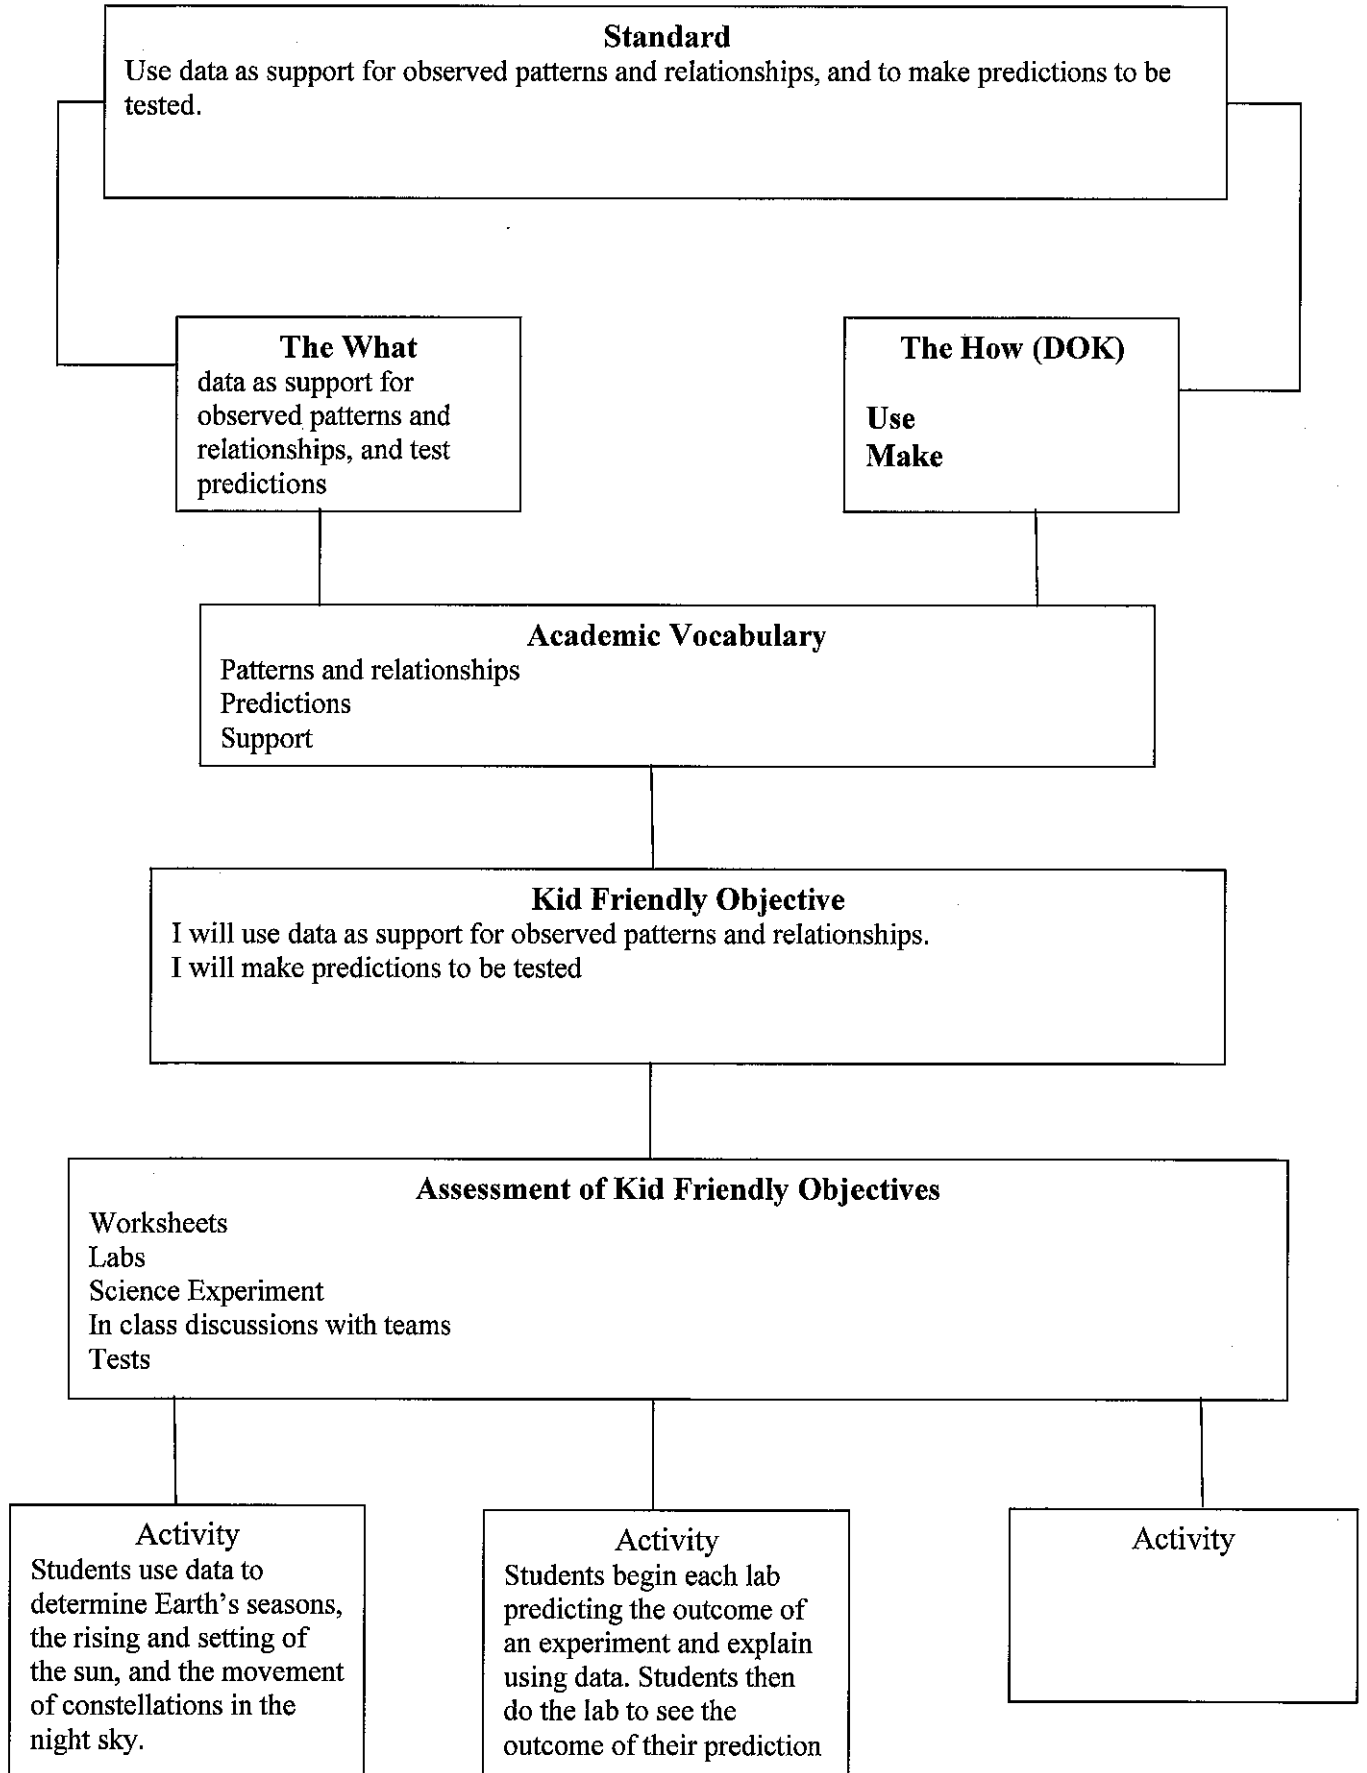 Standard
Use data as support for observed patterns and relationships, and to make predictions to be
tested.
The What
data as support for
observed patterns and
relationships, and test
predictions
The How (DOK)
Use
Make
Academic Vocabulary
Patterns and relationships
Predictions
Support
Kid Friendly Objective
I will use data as support for observed patterns and relationships.
I will make predictions to be tested
Assessment of Kid Friendly Objectives
Worksheets
Labs
Science Experiment
In class discussions with teams
Tests
Activity
Students use data to
determine Earth's seasons,
the rising and setting of
the sun, and the movement
of constellations in the
night sky.
Activity
Students begin each lab
predicting the outcome of
an experiment and explain
using data. Students then
do the lab to see the
outcome of their prediction
Activity